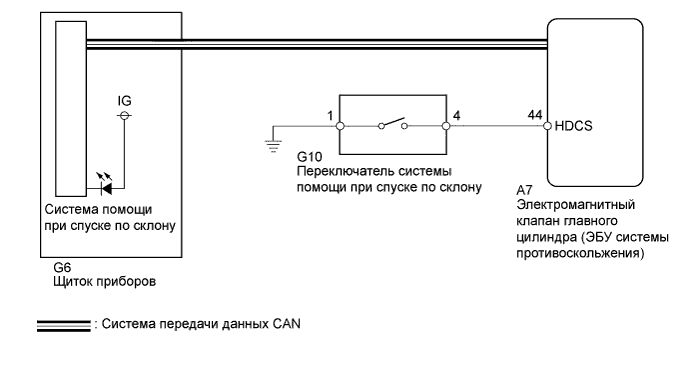 IG
Система помощи
при спуске по склону
G6
Щиток приборов
1
4
G10
Переключатель системы
помощи при спуске по склону
44
HDCS
A7
Электромагнитный
клапан главного
цилиндра (ЭБУ системы
противоскольжения)
: Система передачи данных CAN